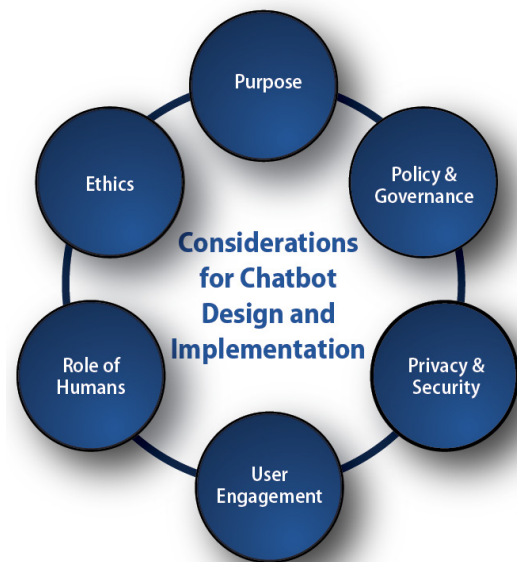 Purpose
Policy &
Governance
Privacy &
Security
User
Engagement
Role of
Humans
Ethics
Considerations
for Chatbot
Design and
Implementation